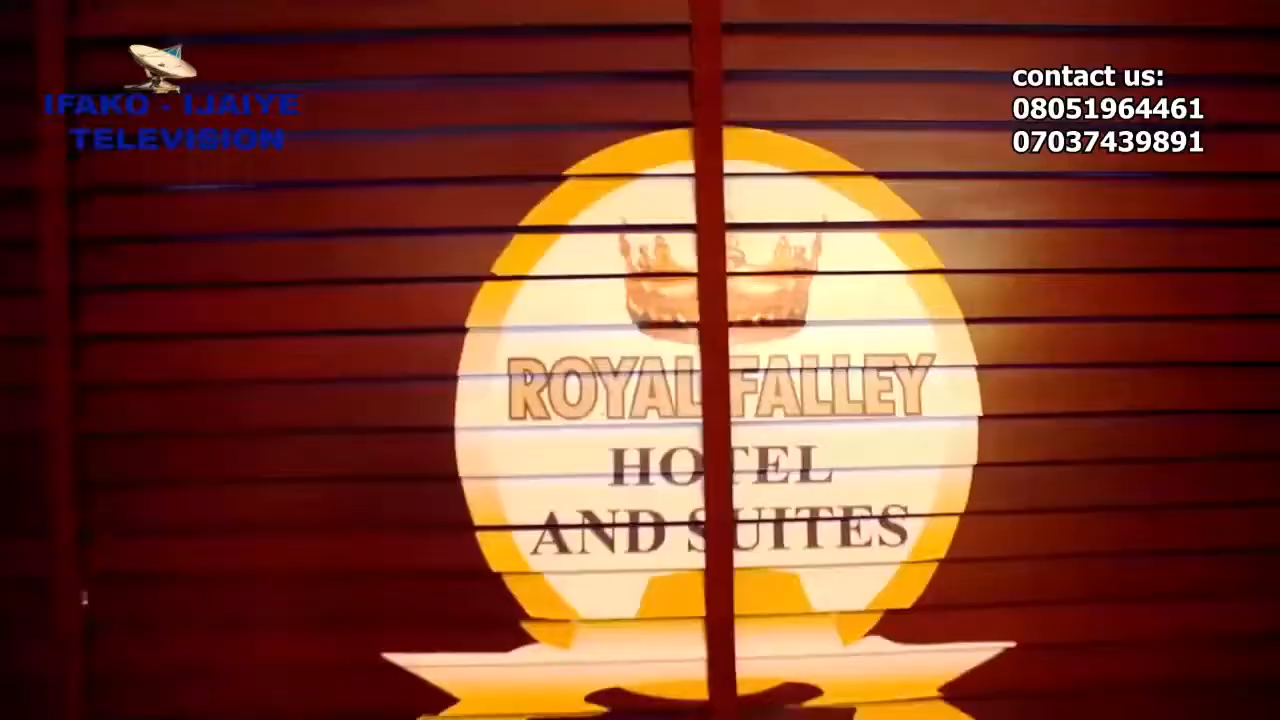 IFAKO - IJAIYE
TELEVISION
contact us:
08051964461
07037439891
ROYAL FALLEY
HOTEL
AND SUITES